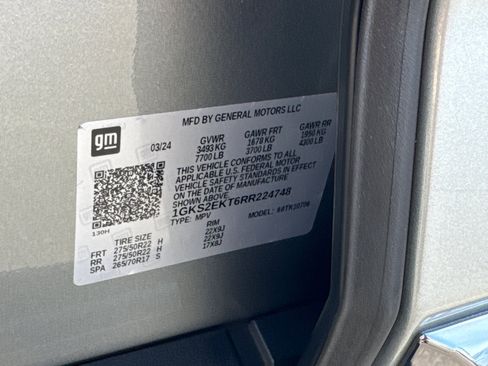 gm
MFD BY GENERAL MOTORS LLC
03/24 GVWR GAWR FRT GAWR RR
3493 KG 1678 KG 1950 KG
7700 LB 3700 LB 4300 LB
THIS VEHICLE CONFORMS TO ALL
APPLICABLE U.S. FEDERAL MOTOR
VEHICLE SAFETY STANDARDS IN
EFFECT ON THE DATE OF MANUFACTURE
SHOWN ABOVE.
1GKS2EKT6RR224748
TYPE: MPV MODEL:
130H
TIRE SIZE RIM
FRT 275/50R22 H 22X9J
RR 275/50R22 H 22X9J
SPA 265/70R17 S 17X8J